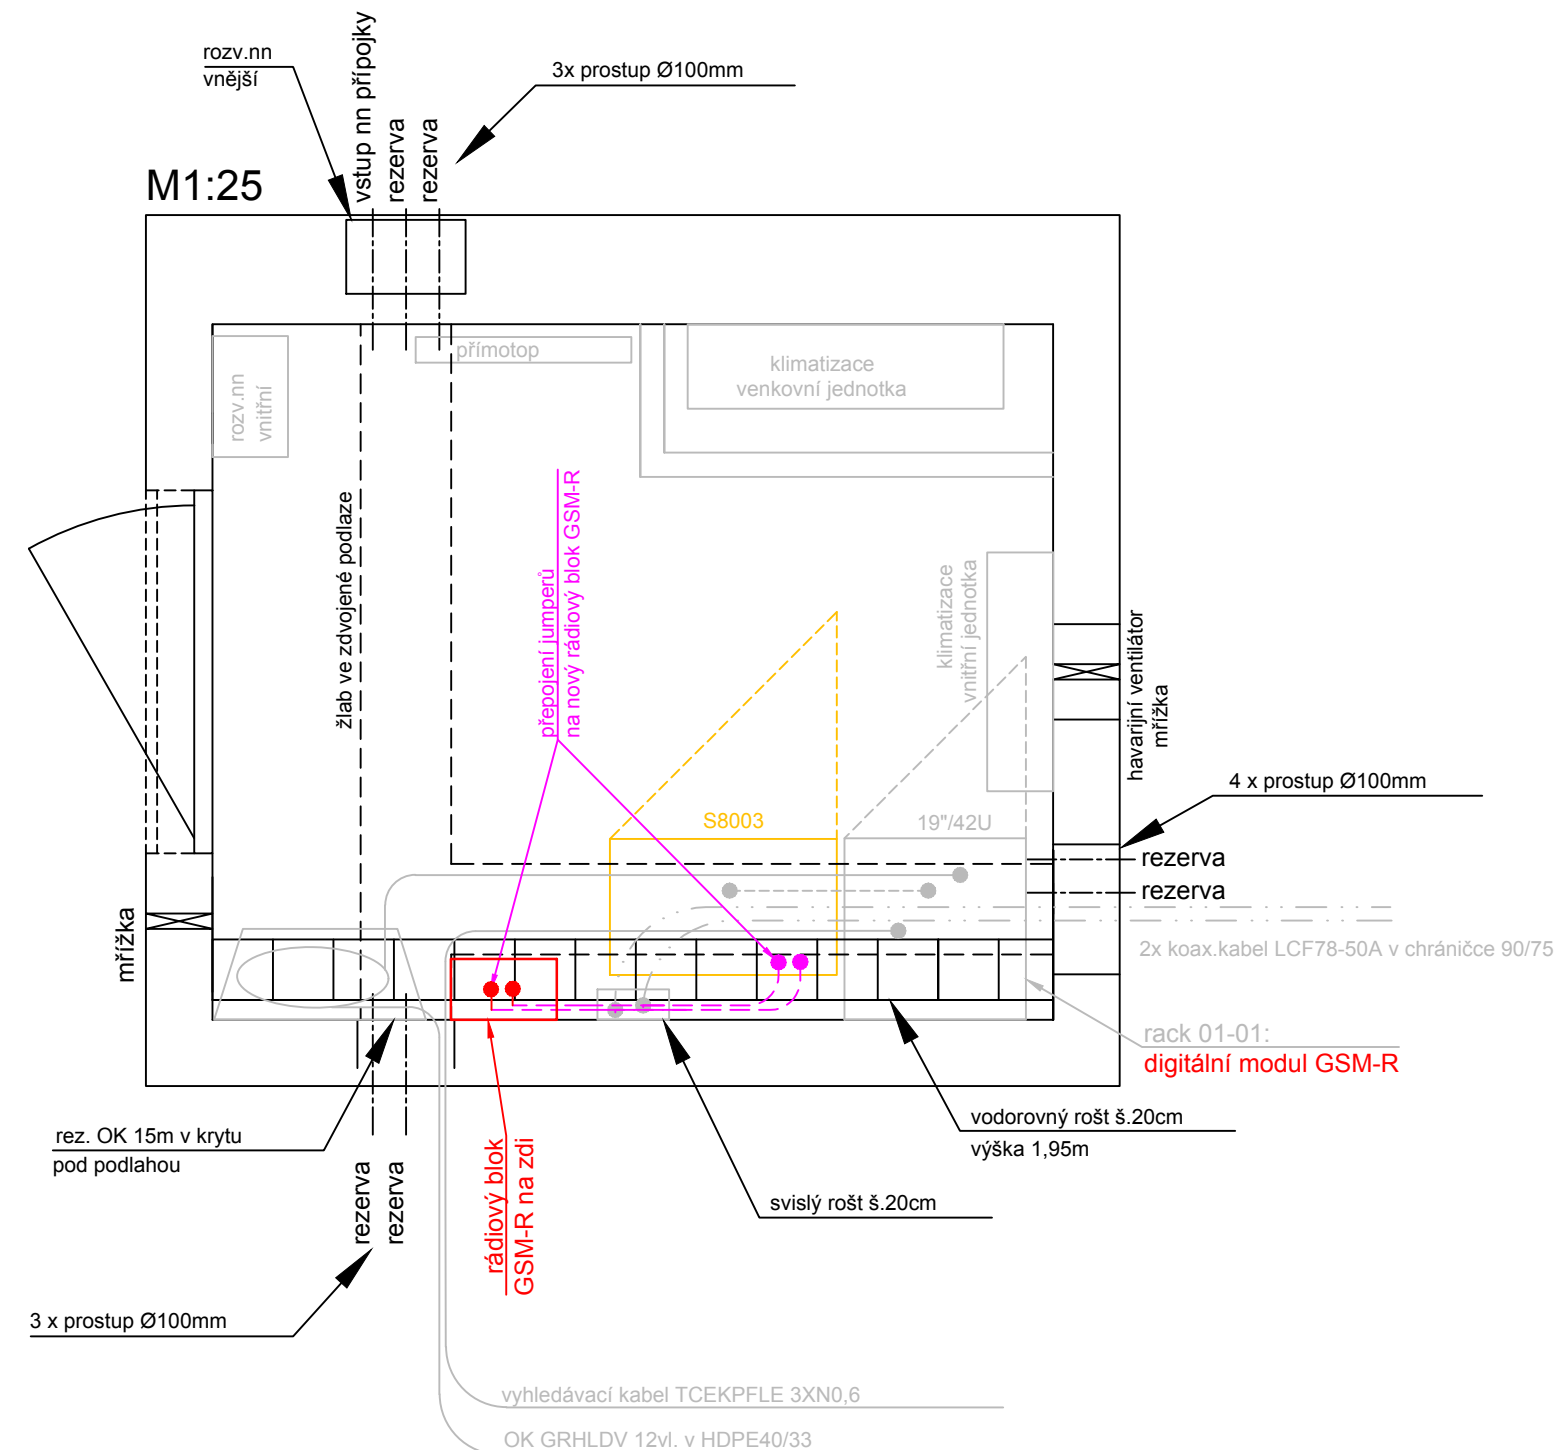 rozv.nn
vnější
vstup nn přípojky
rezerva
rezerva
3x prostup Ø100mm
M1:25
rozv.nn
vnitřní
přímotop
klimatizace
venkovní jednotka
žlab ve zdvojené podlaze
přepojení jumperů
na nový rádiový blok GSM-R
klimatizace
vnitřní jednotka
havarijní ventilátor
mřížka
4 x prostup Ø100mm
S8003
19"/42U
rezerva
rezerva
mřížka
2x koax.kabel LCF78-50A v chráničce 90/75
rack 01-01:
digitální modul GSM-R
vodorovný rošt š.20cm
výška 1,95m
rez. OK 15m v krytu
pod podlahou
rezerva
rezerva
rádiový blok
GSM-R na zdi
svislý rošt š.20cm
3 x prostup Ø100mm
vyhledávací kabel TCEKPFLE 3XN0,6
OK GRHLDV 12vl. v HDPE40/33